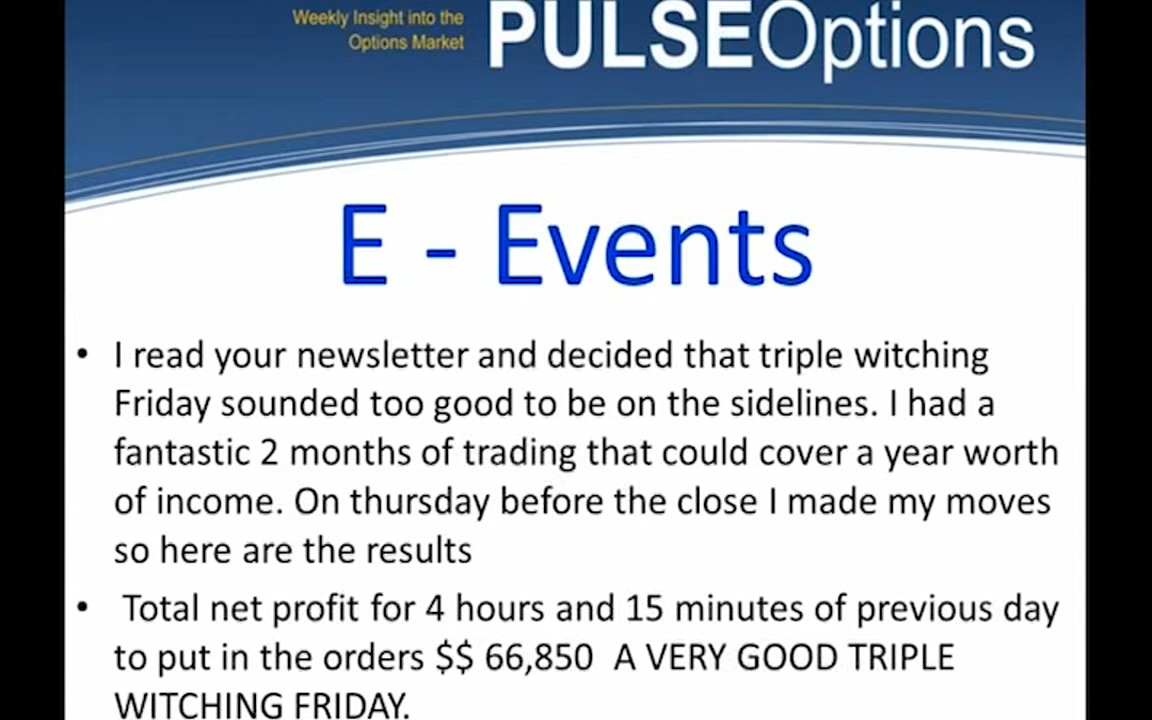 Weekly Insight into the
Options Market
PULSEOptions
E - Events
• I read your newsletter and decided that triple witching
Friday sounded too good to be on the sidelines. I had a
fantastic 2 months of trading that could cover a year worth
of income. On thursday before the close I made my moves
so here are the results
• Total net profit for 4 hours and 15 minutes of previous day
to put in the orders $$ 66,850  A VERY GOOD TRIPLE
WITCHING FRIDAY.